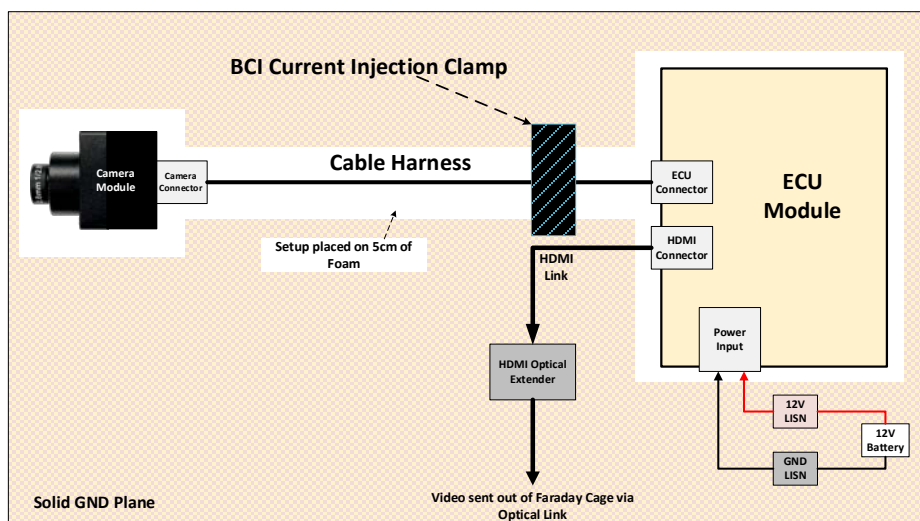 BCI Current Injection Clamp
Cable Harness
Camera
Module
Camera
Connector
ECU
Connector
ECU
Module
HDMI
Connector
Setup placed on 5cm of
Foam
HDMI
Link
Power
Input
HDMI Optical
Extender
12V
LISN
12V
Battery
GND
LISN
Solid GND Plane
Video sent out of Faraday Cage via
Optical Link